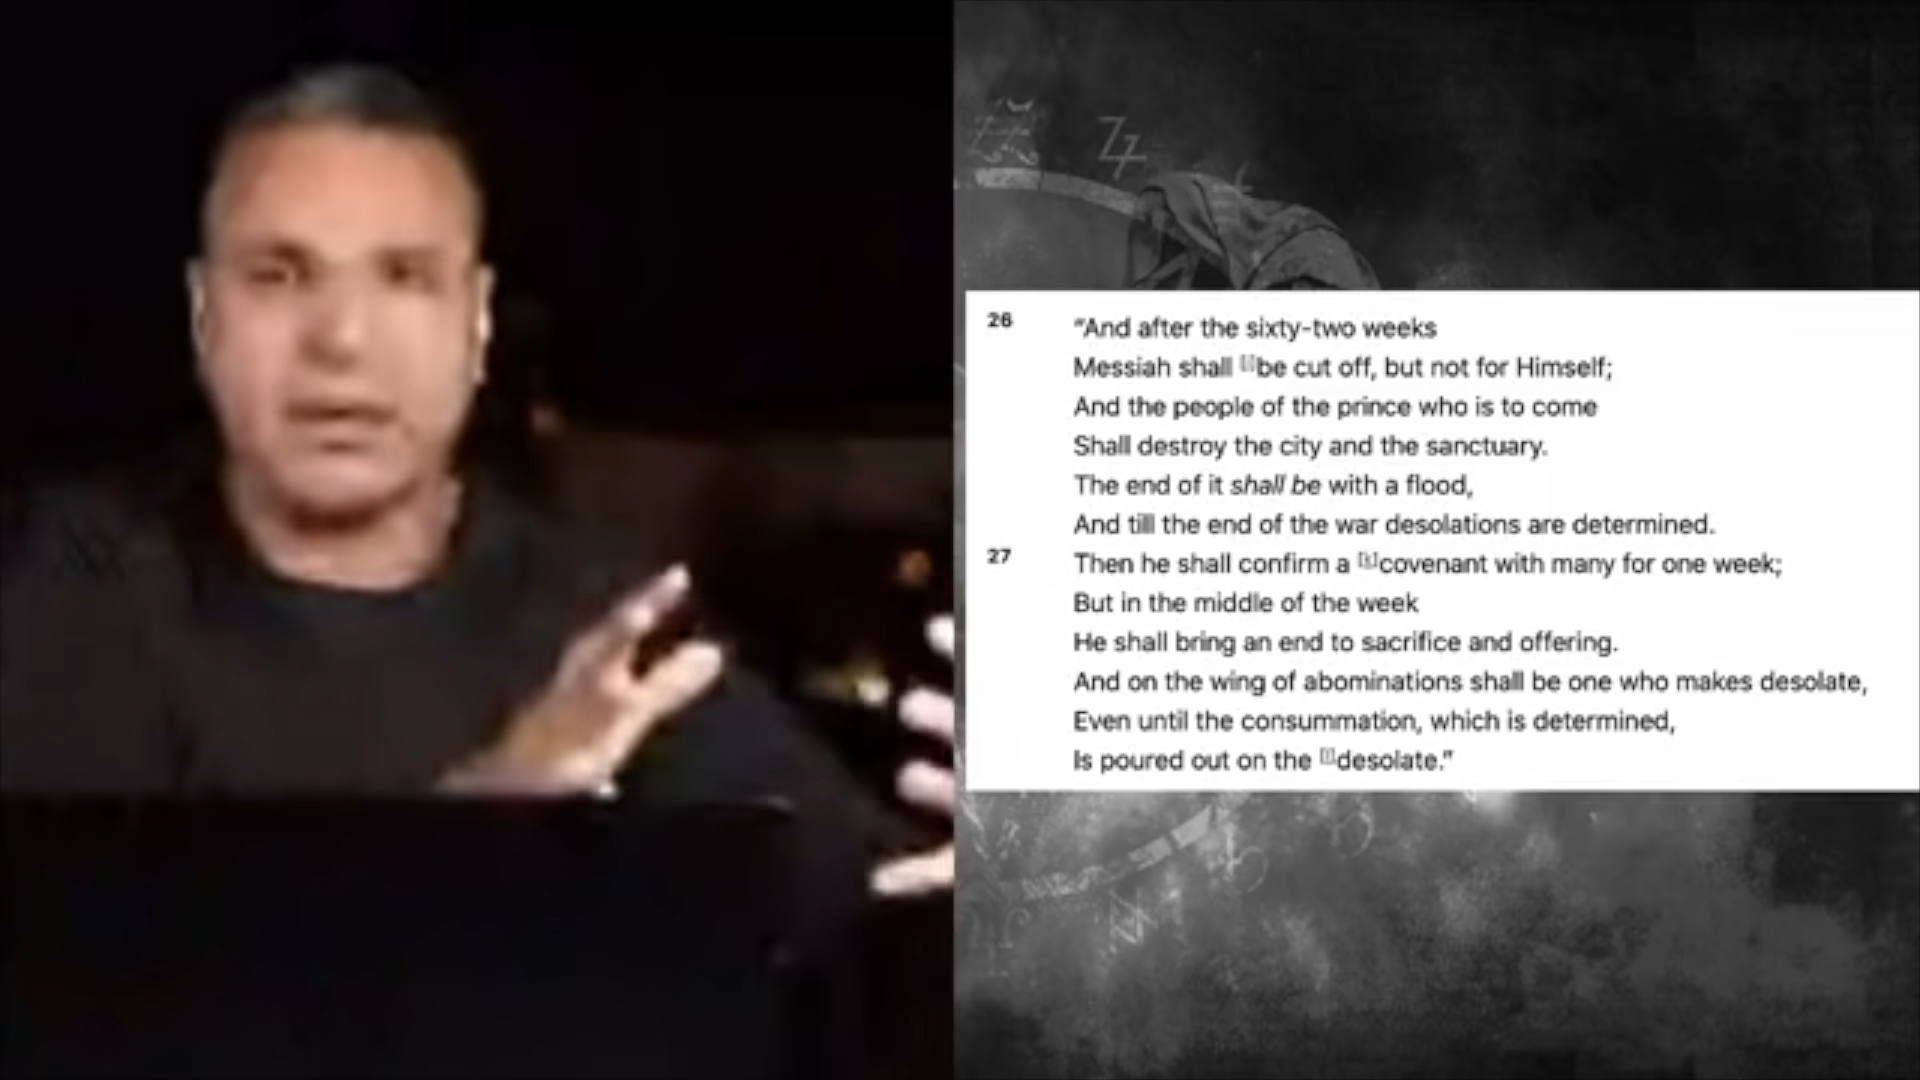 26 "And after the sixty-two weeks
Messiah shall be cut off, but not for Himself;
And the people of the prince who is to come
Shall destroy the city and the sanctuary.
The end of it shall be with a flood,
And till the end of the war desolations are determined.
27 Then he shall confirm a covenant with many for one week;
But in the middle of the week
He shall bring an end to sacrifice and offering.
And on the wing of abominations shall be one who makes desolate,
Even until the consummation, which is determined,
Is poured out on the desolate."